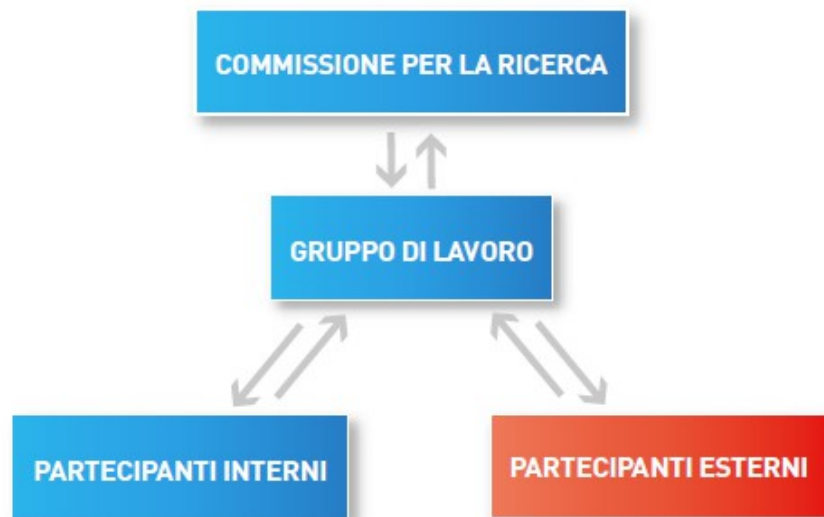 COMMISSIONE PER LA RICERCA
GRUPPO DI LAVORO
PARTECIPANTI INTERNI
PARTECIPANTI ESTERNI